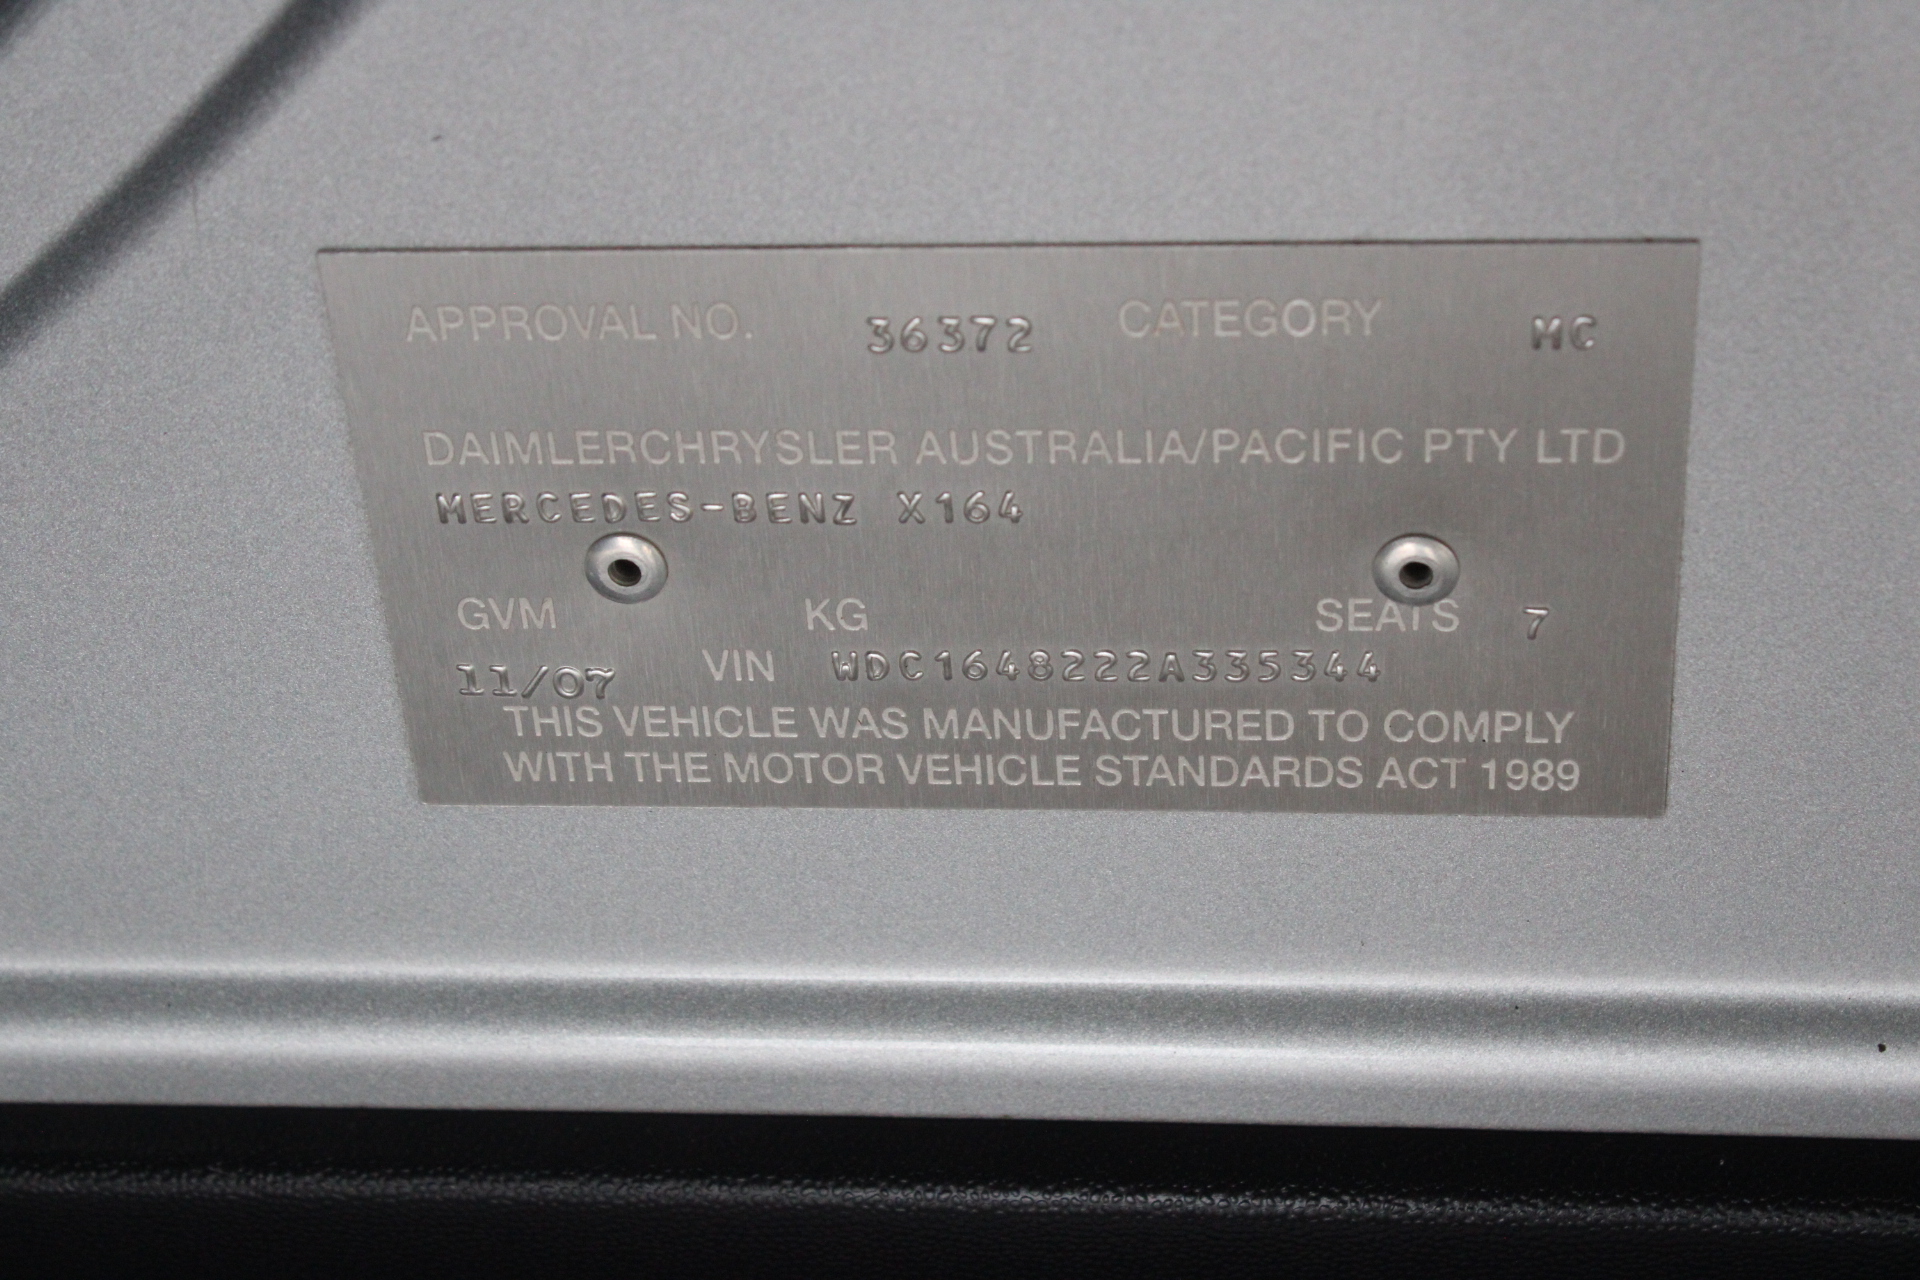 APPROVAL NO. 36372 CATEGORY MC
DAIMLERCHRYSLER AUSTRALIA/PACIFIC PTY LTD
MERCEDES-BENZ X164
GVM KG SEATS 7
11/07 VIN WDC1648222A335344
THIS VEHICLE WAS MANUFACTURED TO COMPLY
WITH THE MOTOR VEHICLE STANDARDS ACT 1989